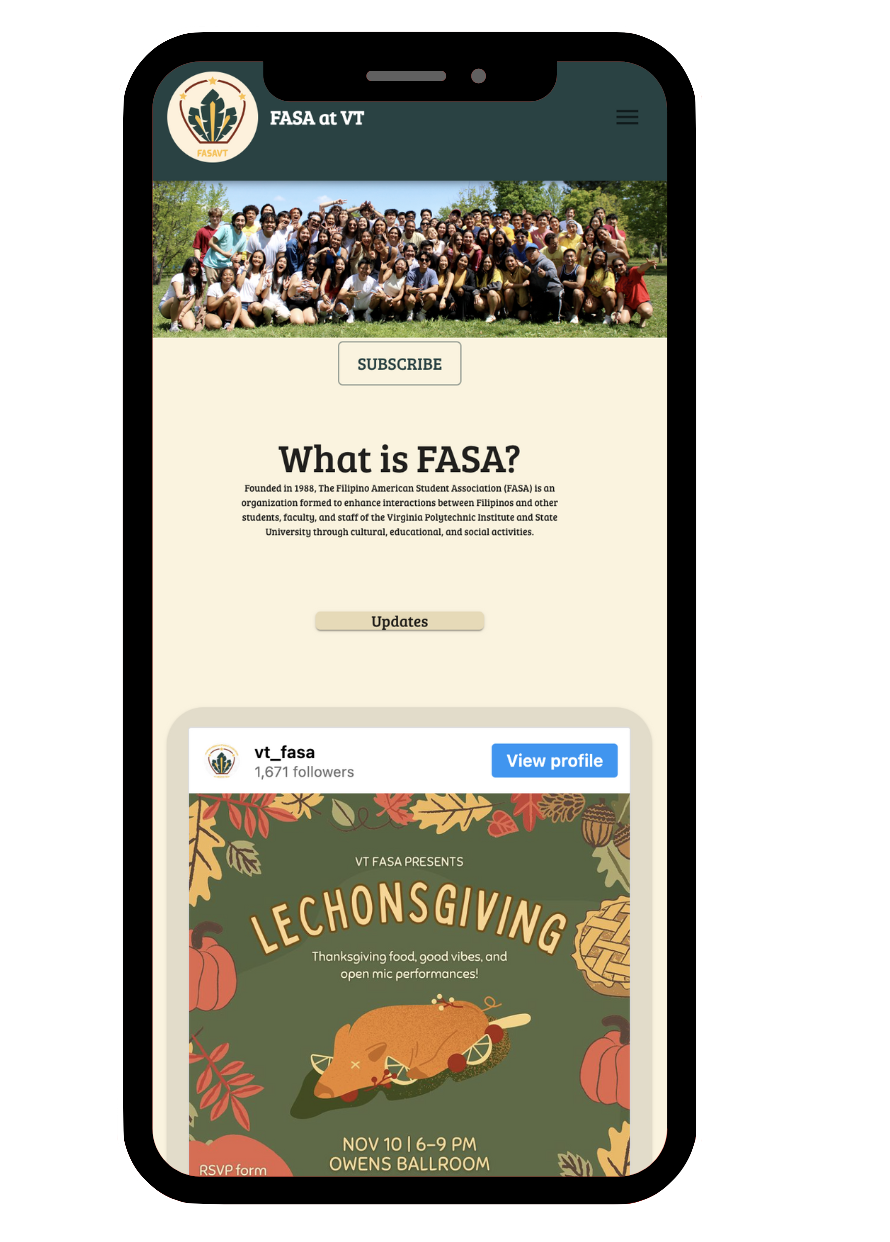 FASAVT
FASA at VT
SUBSCRIBE
What is FASA?
Founded in 1988, The Filipino American Student Association (FASA) is an
organization formed to enhance interactions between Filipinos and other
students, faculty, and staff of the Virginia Polytechnic Institute and State
University through cultural, educational, and social activities.
Updates
vt_fasa
1,671 followers
View profile
VT FASA PRESENTS
LECHONSGIVING
Thanksgiving food, good vibes, and
open mic performances!
NOV 10 | 6–9 PM
OWENS BALLROOM
RSVP form